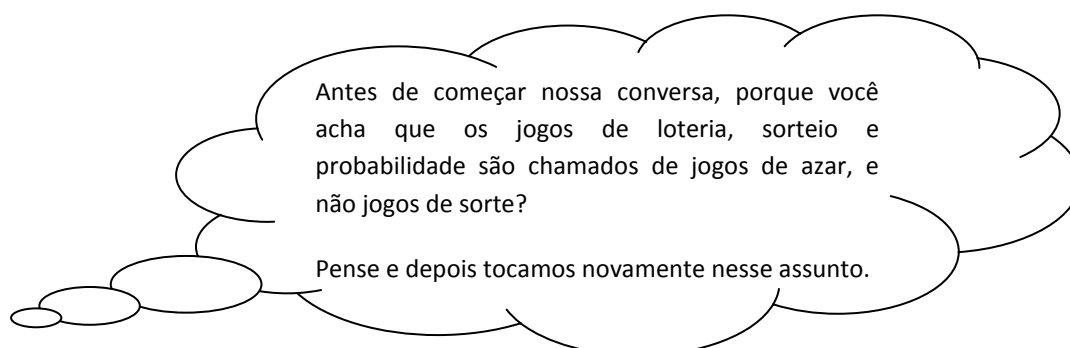 Antes de começar nossa conversa, porque você
acha que os jogos de loteria, sorteio e
probabilidade são chamados de jogos de azar, e
não jogos de sorte?
Pense e depois tocamos novamente nesse assunto.